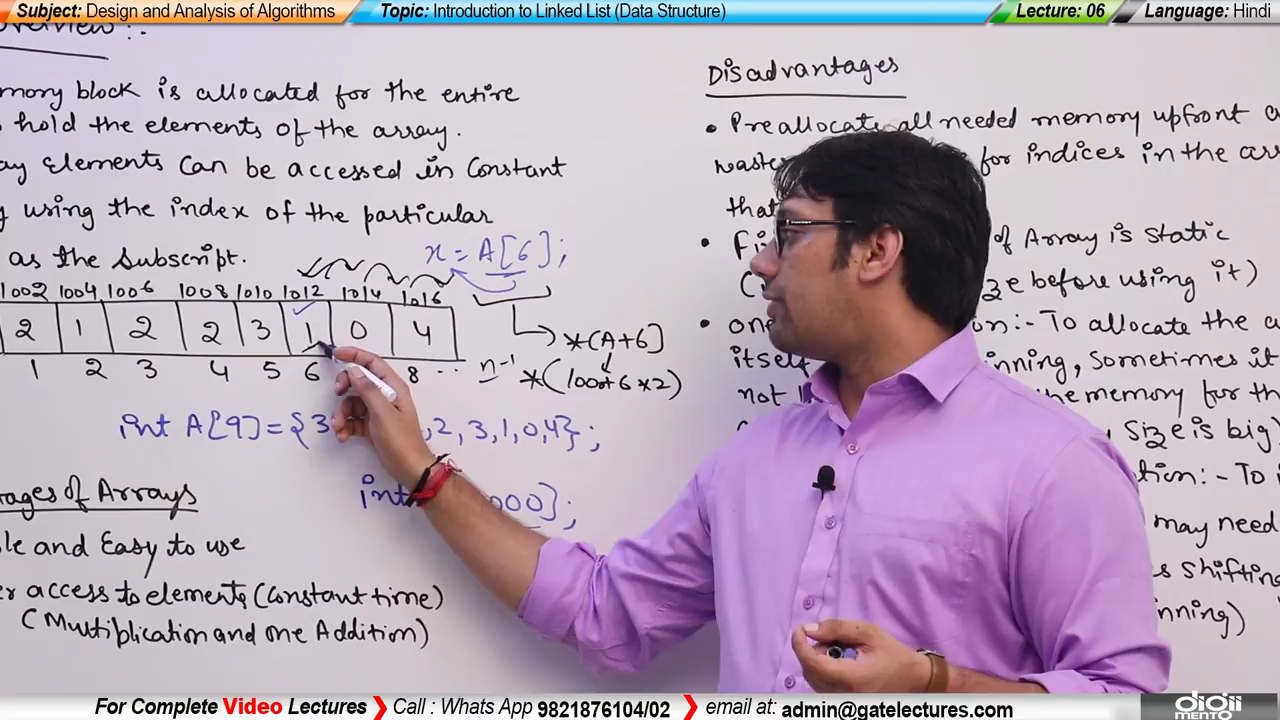 Subject: Design and Analysis of Algorithms
Topic: Introduction to Linked List (Data Structure)
Lecture: 06
Language: Hindi
overview:-
mory block is allocated for the entire
hold the elements of the array.
ay Elements can be accessed in Constant
using the index of the particular
as the Subscript.
x = A[6];
1002 1004 1006 1008 1010 1012 1014 1016
2 1 2 2 3 1 0 4
1 2 3 4 5 6 8 .. n-1
*(A+6]
*(1000+6*2)
int A[9]={3 ,2,3,1,0,4};
int 000];
ages of Arrays
le and Easy to use
access to elements (Constant time)
(Multiplication and one Addition)
Disadvantages
• Preallocate all needed memory upfront
waste for indices in the
that
• Fi of Array is static
ze before using it)
• one on:- To allocate the
itself nning, Sometimes
not the memory for the
size is big)
tion:- To
may need
shifting
nning)
For Complete Video Lectures
Call : Whats App 9821876104/02
email at: admin@gatelectures.com
digii
MENTOR